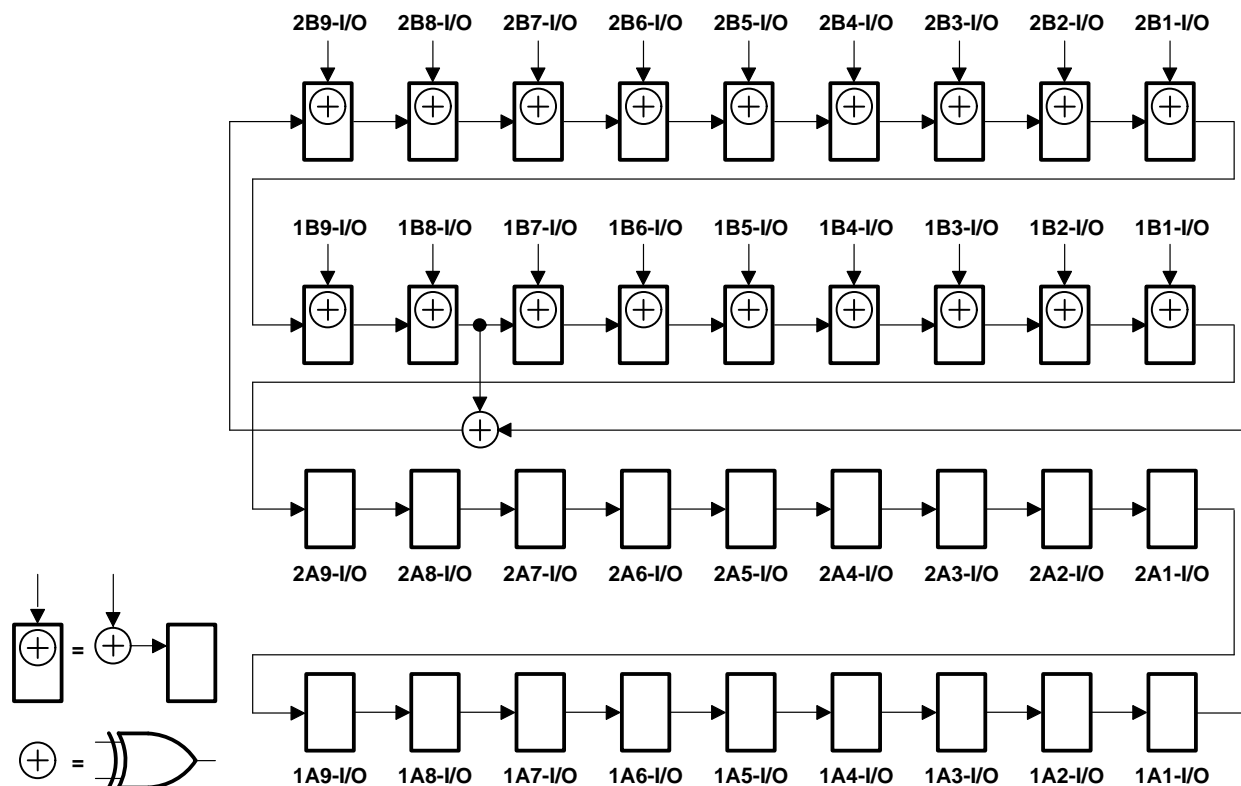 2B9-I/O 2B8-I/O 2B7-I/O 2B6-I/O 2B5-I/O 2B4-I/O 2B3-I/O 2B2-I/O 2B1-I/O
1B9-I/O 1B8-I/O 1B7-I/O 1B6-I/O 1B5-I/O 1B4-I/O 1B3-I/O 1B2-I/O 1B1-I/O
2A9-I/O 2A8-I/O 2A7-I/O 2A6-I/O 2A5-I/O 2A4-I/O 2A3-I/O 2A2-I/O 2A1-I/O
=
=
1A9-I/O 1A8-I/O 1A7-I/O 1A6-I/O 1A5-I/O 1A4-I/O 1A3-I/O 1A2-I/O 1A1-I/O